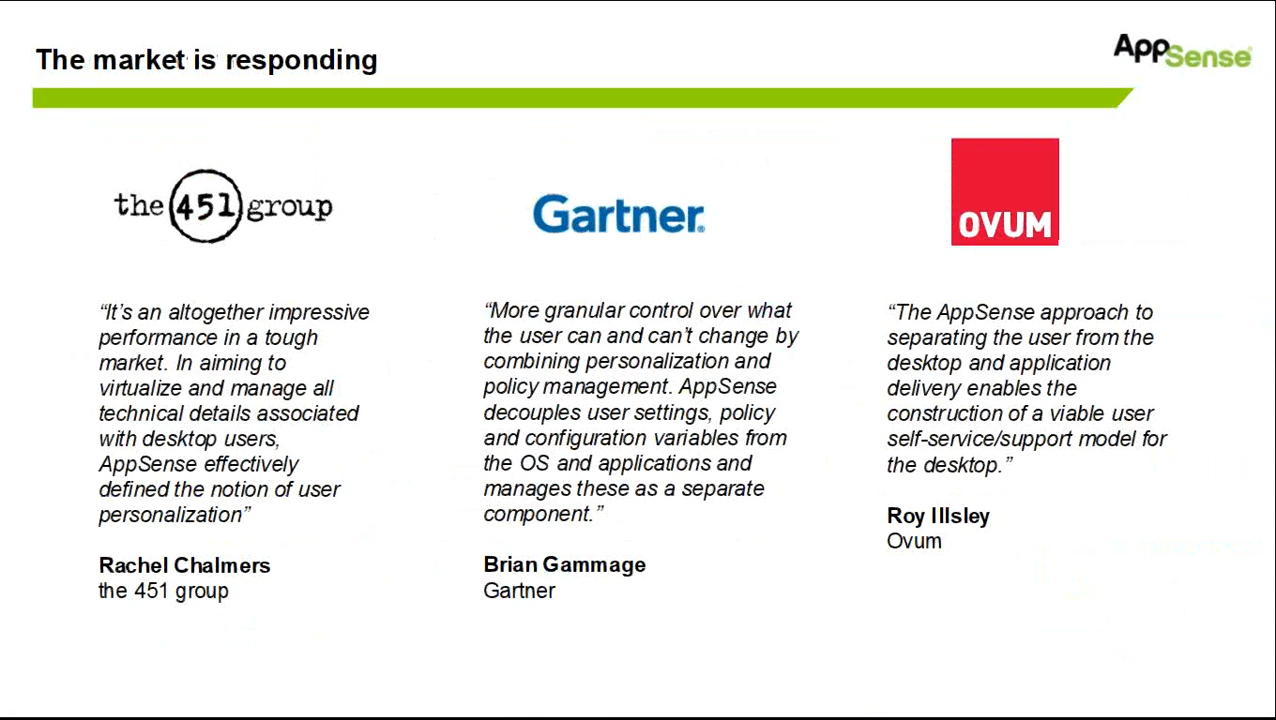 The market is responding
AppSense
the 451 group
Gartner
OVUM
“It’s an altogether impressive
performance in a tough
market. In aiming to
virtualize and manage all
technical details associated
with desktop users,
AppSense effectively
defined the notion of user
personalization”
Rachel Chalmers
the 451 group
“More granular control over what
the user can and can’t change by
combining personalization and
policy management. AppSense
decouples user settings, policy
and configuration variables from
the OS and applications and
manages these as a separate
component.”
Brian Gammage
Gartner
“The AppSense approach to
separating the user from the
desktop and application
delivery enables the
construction of a viable user
self-service/support model for
the desktop.”
Roy Illsley
Ovum